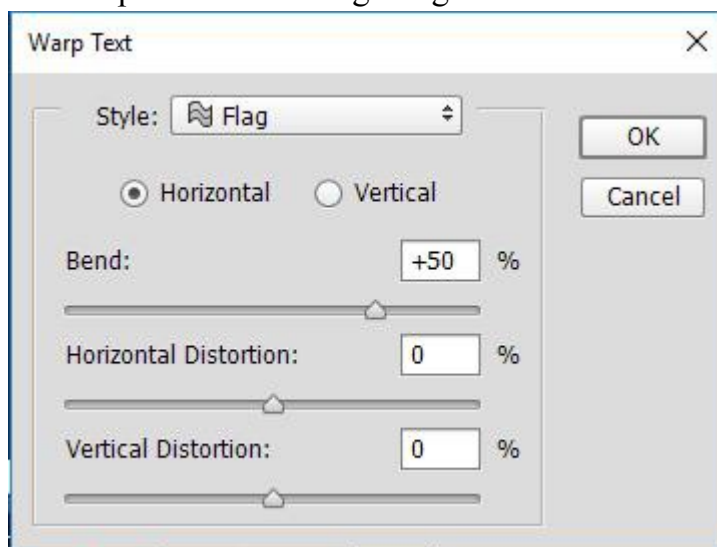 Warp Text
Style: Flag
OK
Horizontal Vertical
Cancel
Bend: +50 %
Horizontal Distortion: 0 %
Vertical Distortion: 0 %